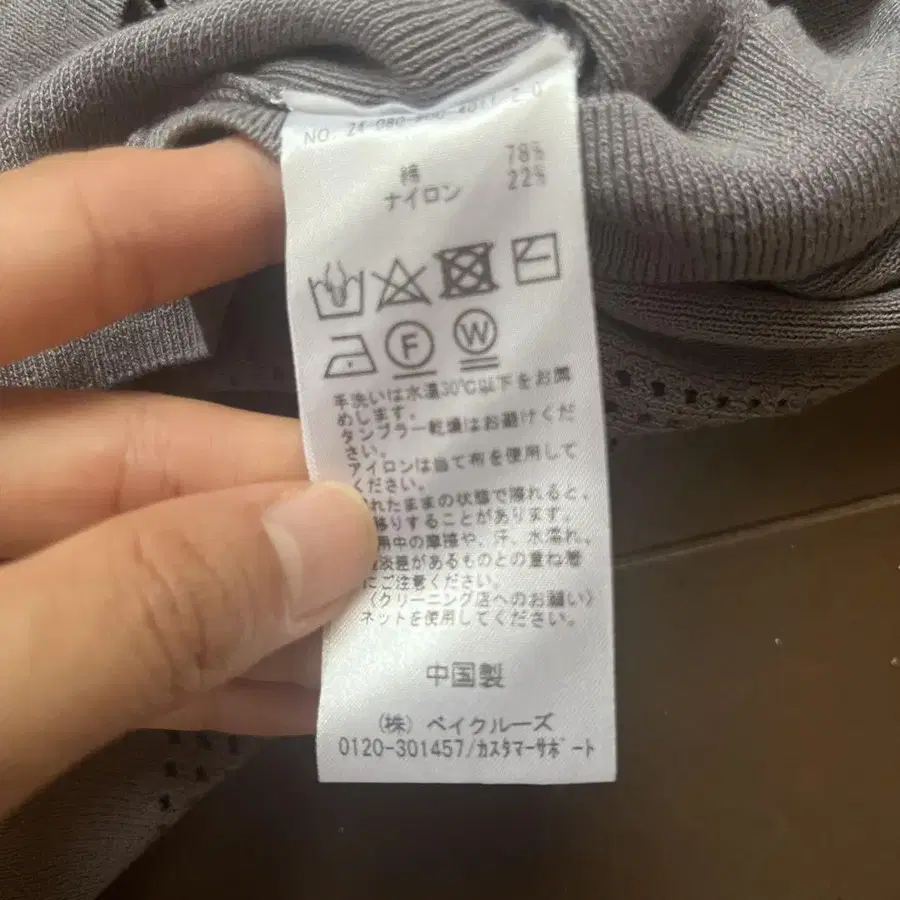 綿 78%
ナイロン 22%
F W
手洗いは水温30℃以下をお薦
めします。
タンブラー乾燥はお避けくだ
さい。
アイロンは当て布を使用して
ください。
れたままの状態で擦れると、
移りすることがあります。
用中の摩擦や、汗、水濡れ、
淡差があるものとの重ね着
にご注意ください。
〈クリーニング店へのお願い〉
ネットを使用してください。
中国製
(株) ベイクルーズ
0120-301457/カスタマーサポート